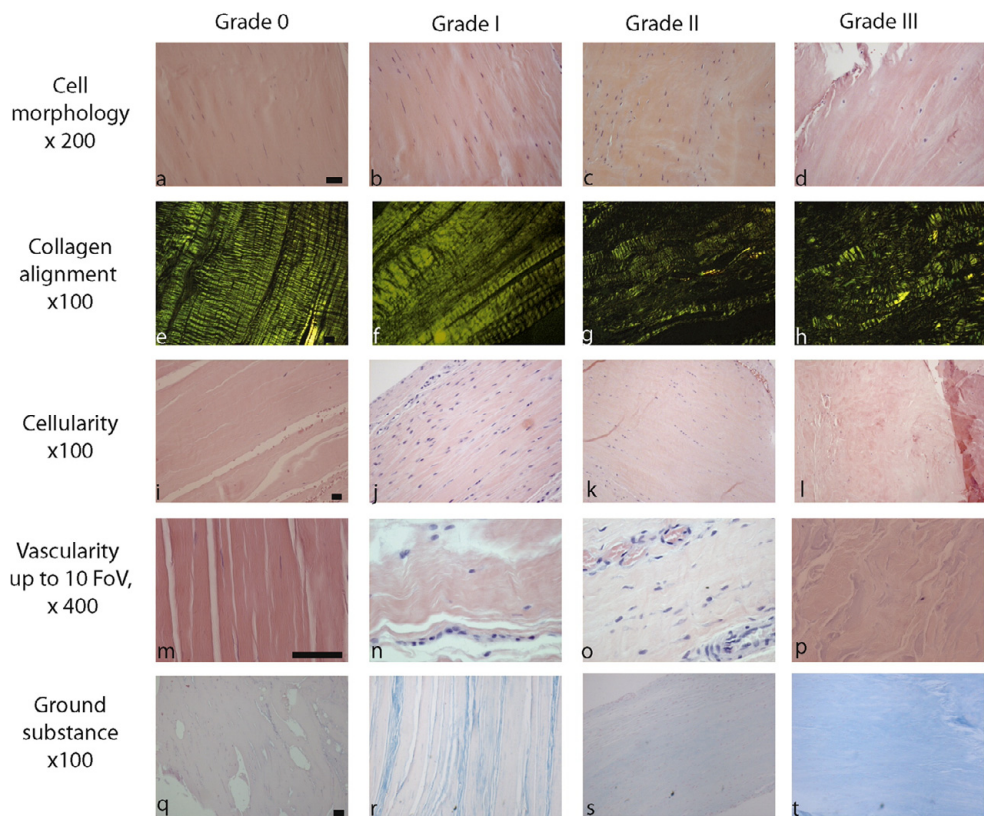 Grade 0 Grade I Grade II Grade III
Cell
morphology
x 200
a b c d
Collagen
alignment
x100
e f g h
Cellularity
x100
i j k l
Vascularity
up to 10 FoV,
x 400
m n o p
Ground
substance
x100
q r s t